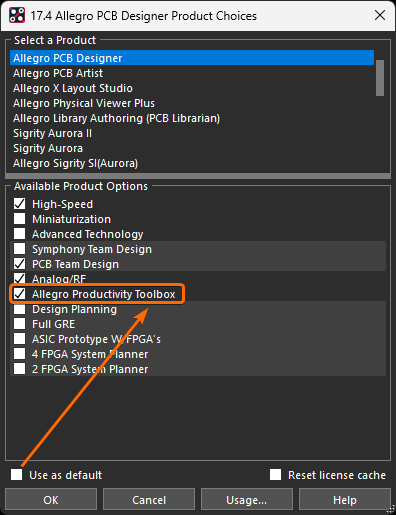 17.4 Allegro PCB Designer Product Choices
Select a Product
Allegro PCB Designer
Allegro PCB Artist
Allegro X Layout Studio
Allegro Physical Viewer Plus
Allegro Library Authoring (PCB Librarian)
Sigrity Aurora II
Sigrity Aurora
Allegro Sigrity SI(Aurora)
Available Product Options
High-Speed
Miniaturization
Advanced Technology
Symphony Team Design
PCB Team Design
Analog/RF
Allegro Productivity Toolbox
Design Planning
Full GRE
ASIC Prototype W/FPGA's
4 FPGA System Planner
2 FPGA System Planner
Use as default
Reset license cache
OK
Cancel
Usage...
Help